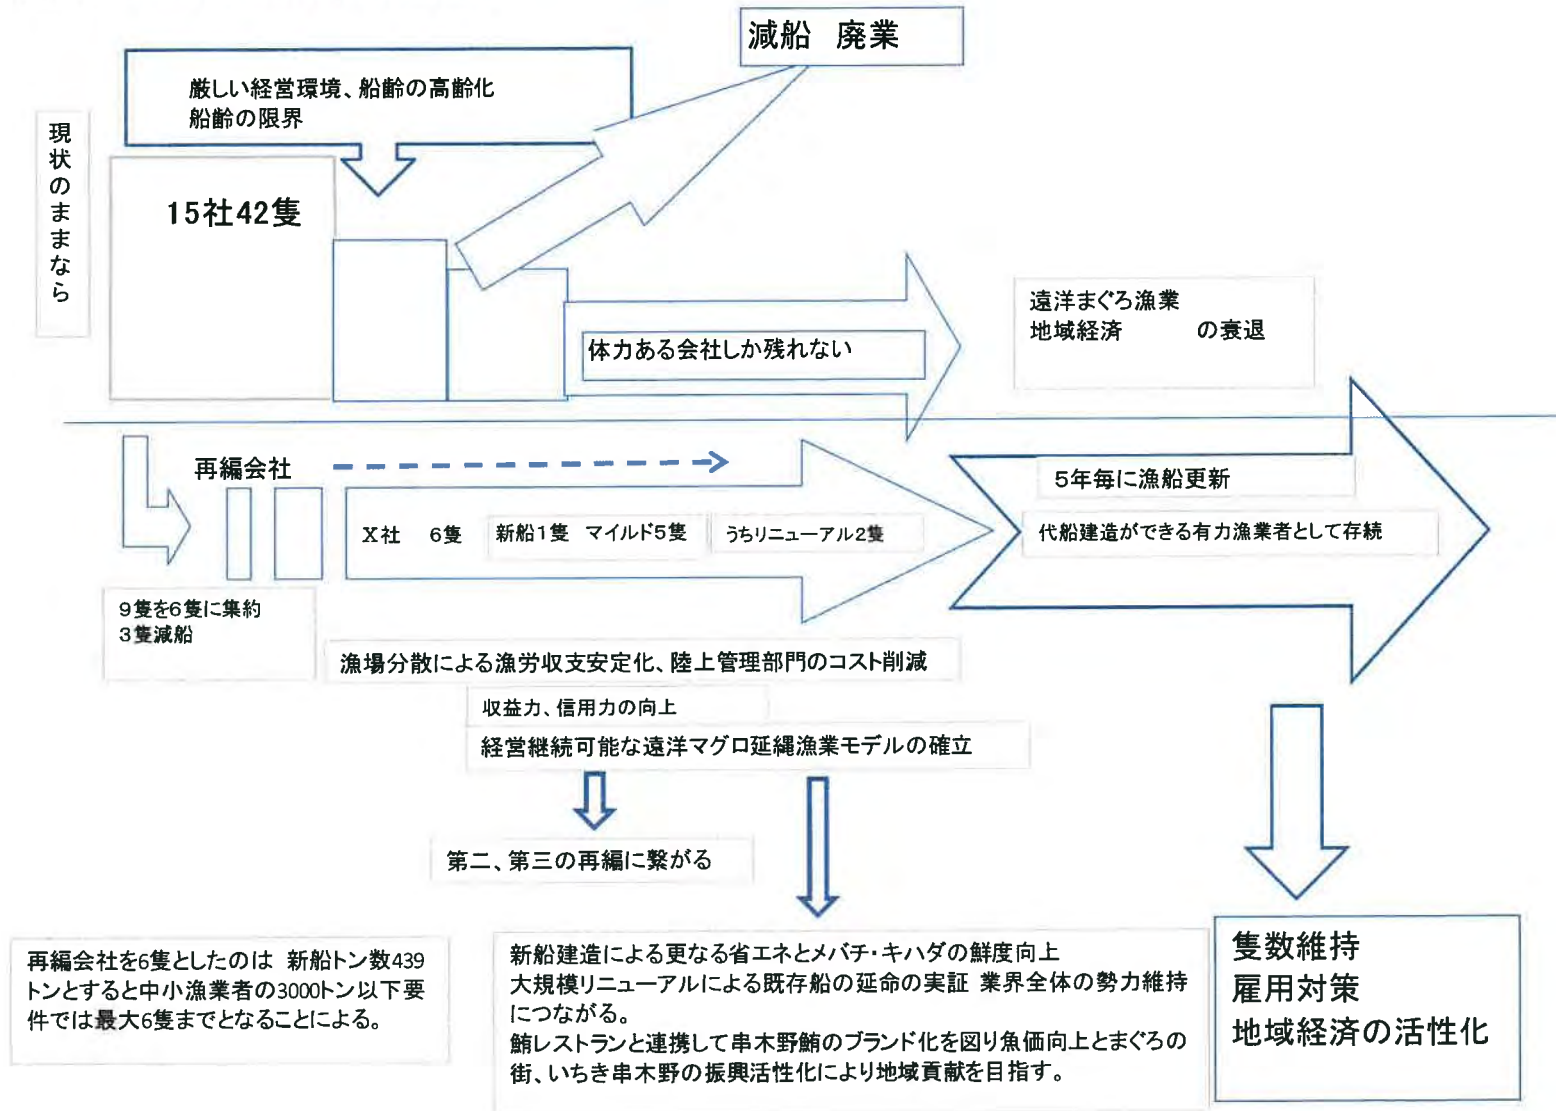 減船 廃業
厳しい経営環境、船齢の高齢化
船齢の限界
現状のままなら
15社42隻
体力ある会社しか残れない
遠洋まぐろ漁業
地域経済 の衰退
再編会社
X社 6隻 新船1隻 マイルド5隻 うちリニューアル2隻
5年毎に漁船更新
代船建造ができる有力漁業者として存続
9隻を6隻に集約
3隻減船
漁場分散による漁労収支安定化、陸上管理部門のコスト削減
収益力、信用力の向上
経営継続可能な遠洋マグロ延縄漁業モデルの確立
第二、第三の再編に繋がる
再編会社を6隻としたのは 新船トン数439
トンとすると中小漁業者の3000トン以下要
件では最大6隻までとなることによる。
新船建造による更なる省エネとメバチ・キハダの鮮度向上
大規模リニューアルによる既存船の延命の実証 業界全体の勢力維持
につながる。
鮪レストランと連携して串木野鮪のブランド化を図り魚価向上とまぐろの
街、いちき串木野の振興活性化により地域貢献を目指す。
隻数維持
雇用対策
地域経済の活性化